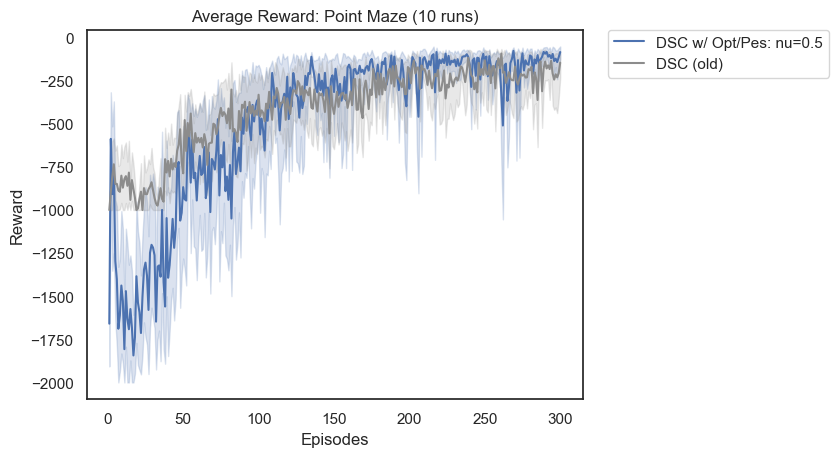 Average Reward: Point Maze (10 runs)
DSC w/ Opt/Pes: nu=0.5
DSC (old)
0
−250
−500
−750
−1000
−1250
−1500
−1750
−2000
Reward
0 50 100 150 200 250 300
Episodes